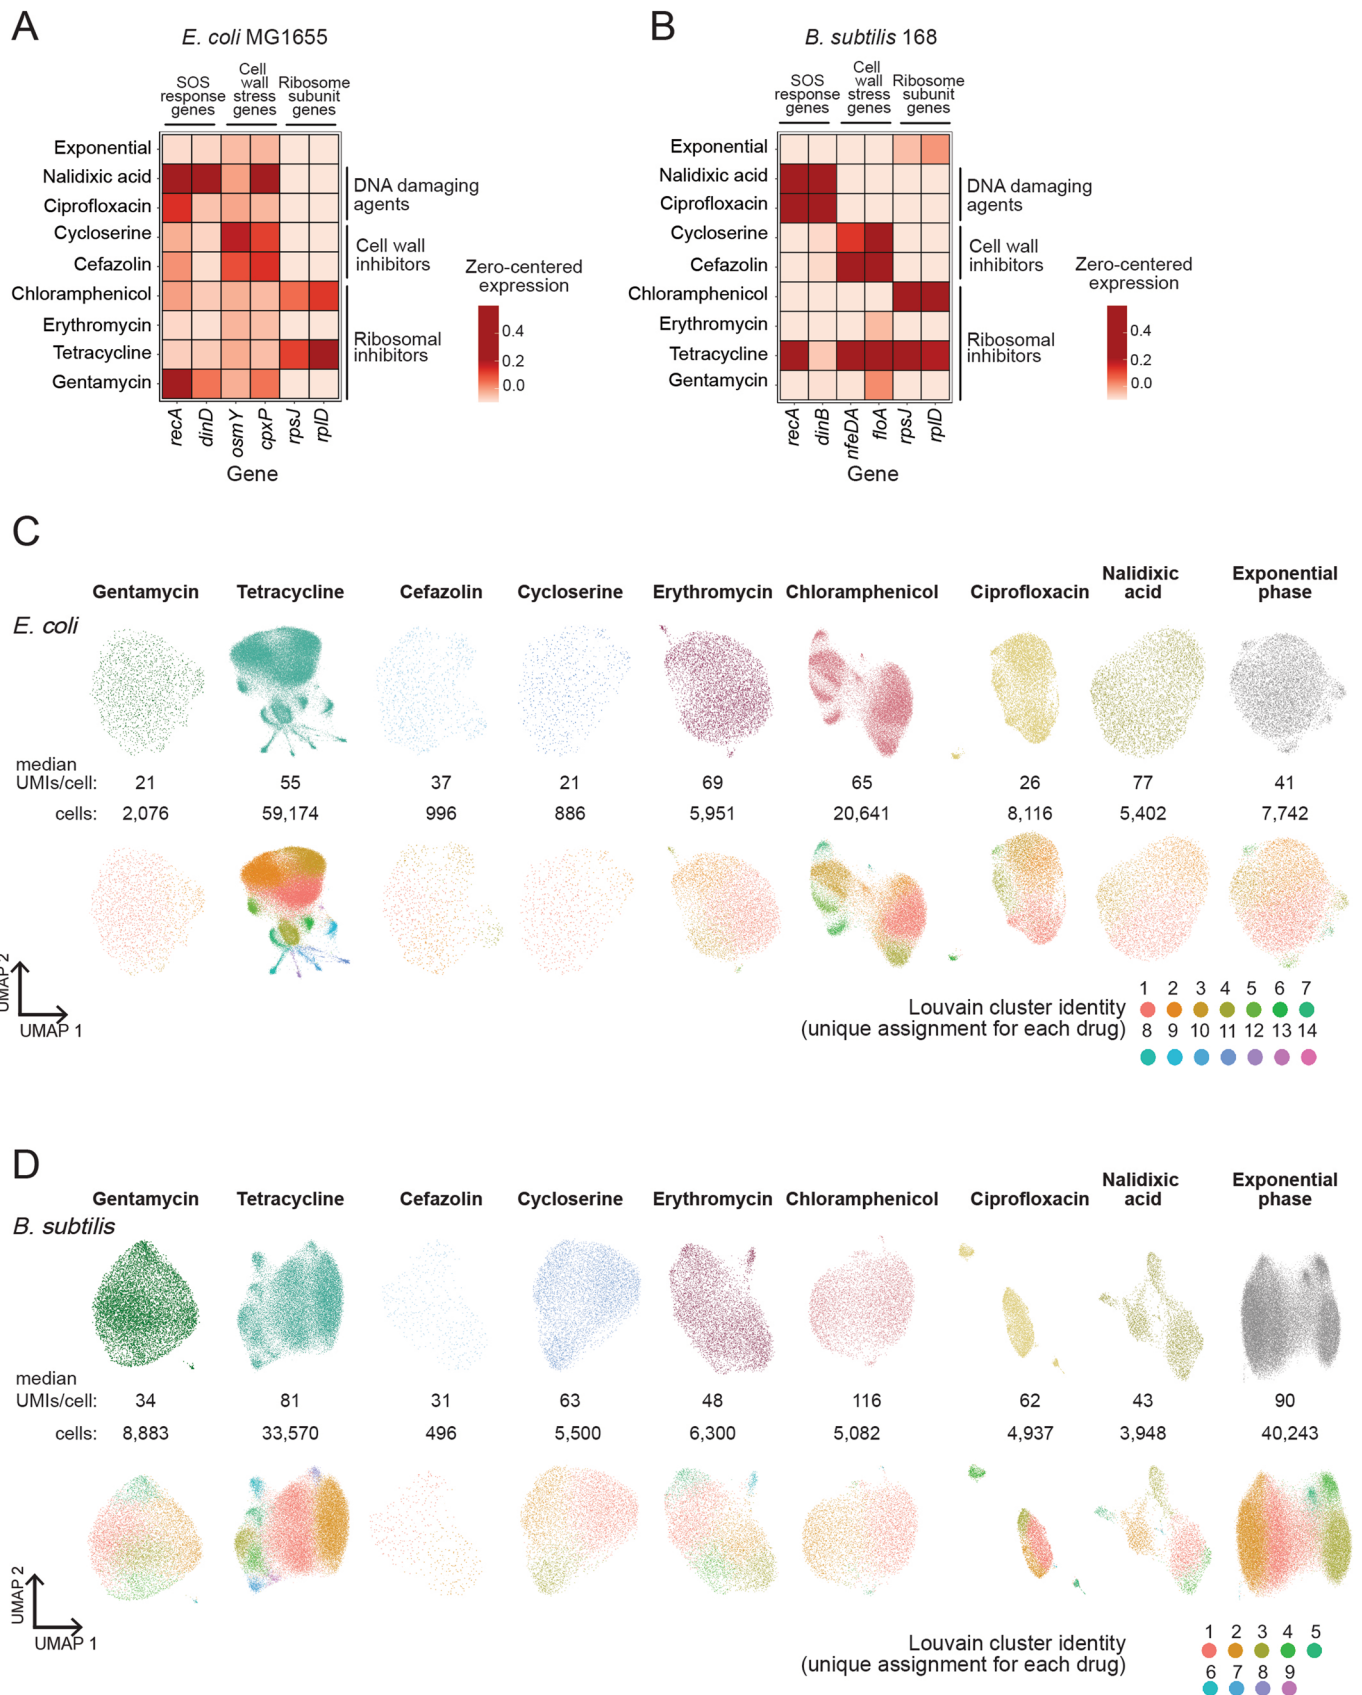 A
E. coli MG1655
SOS response genes
Cell wall stress genes
Ribosome subunit genes
Exponential
Nalidixic acid
Ciprofloxacin
Cycloserine
Cefazolin
Chloramphenicol
Erythromycin
Tetracycline
Gentamycin
DNA damaging
agents
Cell wall
inhibitors
Ribosomal
inhibitors
Zero-centered
expression
0.4
0.2
0.0
recA dinD osmY cpxP rpsJ rplD
Gene
B
B. subtilis 168
SOS response genes
Cell wall stress genes
Ribosome subunit genes
Exponential
Nalidixic acid
Ciprofloxacin
Cycloserine
Cefazolin
Chloramphenicol
Erythromycin
Tetracycline
Gentamycin
DNA damaging
agents
Cell wall
inhibitors
Ribosomal
inhibitors
Zero-centered
expression
0.4
0.2
0.0
recA dinB nfeDA floA rpsJ rplD
Gene
C
Gentamycin Tetracycline Cefazolin Cycloserine Erythromycin Chloramphenicol Ciprofloxacin Nalidixic acid Exponential phase
E. coli
median
UMIs/cell: 21 55 37 21 69 65 26 77 41
cells: 2,076 59,174 996 886 5,951 20,641 8,116 5,402 7,742
UMAP 2
UMAP 1
Louvain cluster identity
(unique assignment for each drug)
1 2 3 4 5 6 7
8 9 10 11 12 13 14
D
Gentamycin Tetracycline Cefazolin Cycloserine Erythromycin Chloramphenicol Ciprofloxacin Nalidixic acid Exponential phase
B. subtilis
median
UMIs/cell: 34 81 31 63 48 116 62 43 90
cells: 8,883 33,570 496 5,500 6,300 5,082 4,937 3,948 40,243
UMAP 2
UMAP 1
Louvain cluster identity
(unique assignment for each drug)
1 2 3 4 5
6 7 8 9